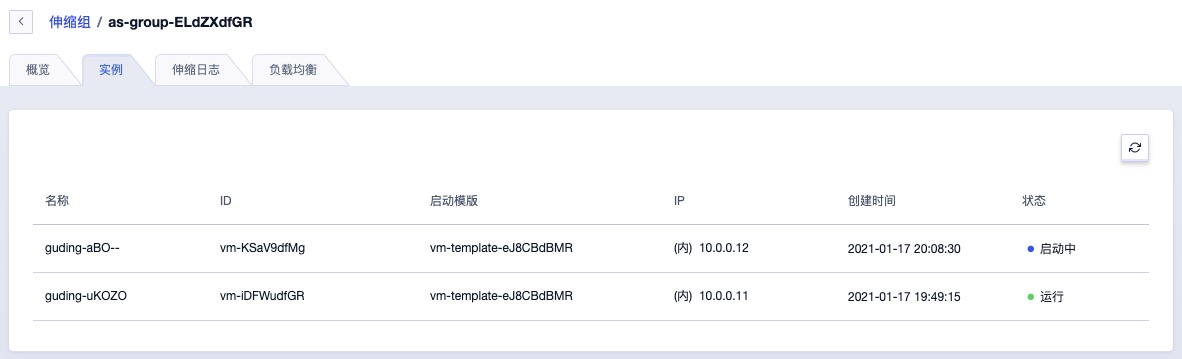 伸缩组 / as-group-ELdZXdfGR
概览 实例 伸缩日志 负载均衡
名称 ID 启动模版 IP 创建时间 状态
guding-aBO-- vm-KSaV9dfMg vm-template-eJ8CBdBMR (内) 10.0.0.12 2021-01-17 20:08:30 启动中
guding-uKOZO vm-iDFWudfGR vm-template-eJ8CBdBMR (内) 10.0.0.11 2021-01-17 19:49:15 运行